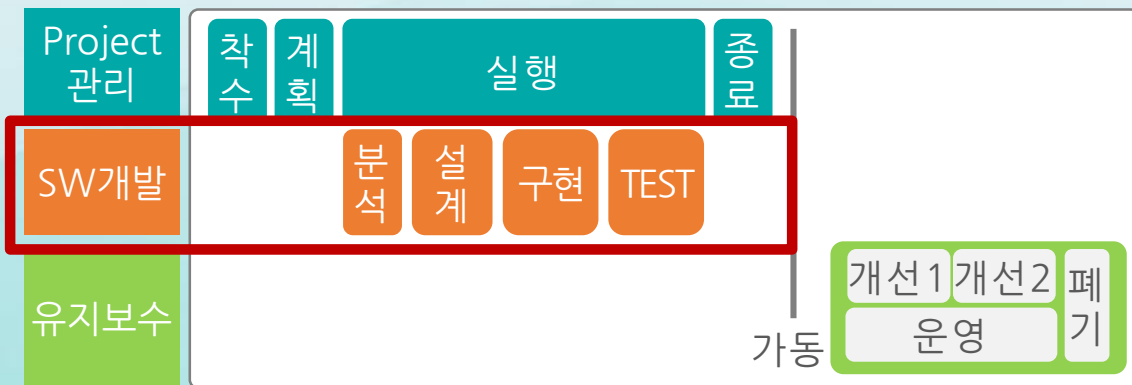 Project
관리
착
수
계
획
실행
종
료
SW개발
분
석
설
계
구현
TEST
유지보수
가동
개선1
개선2
운영
폐
기